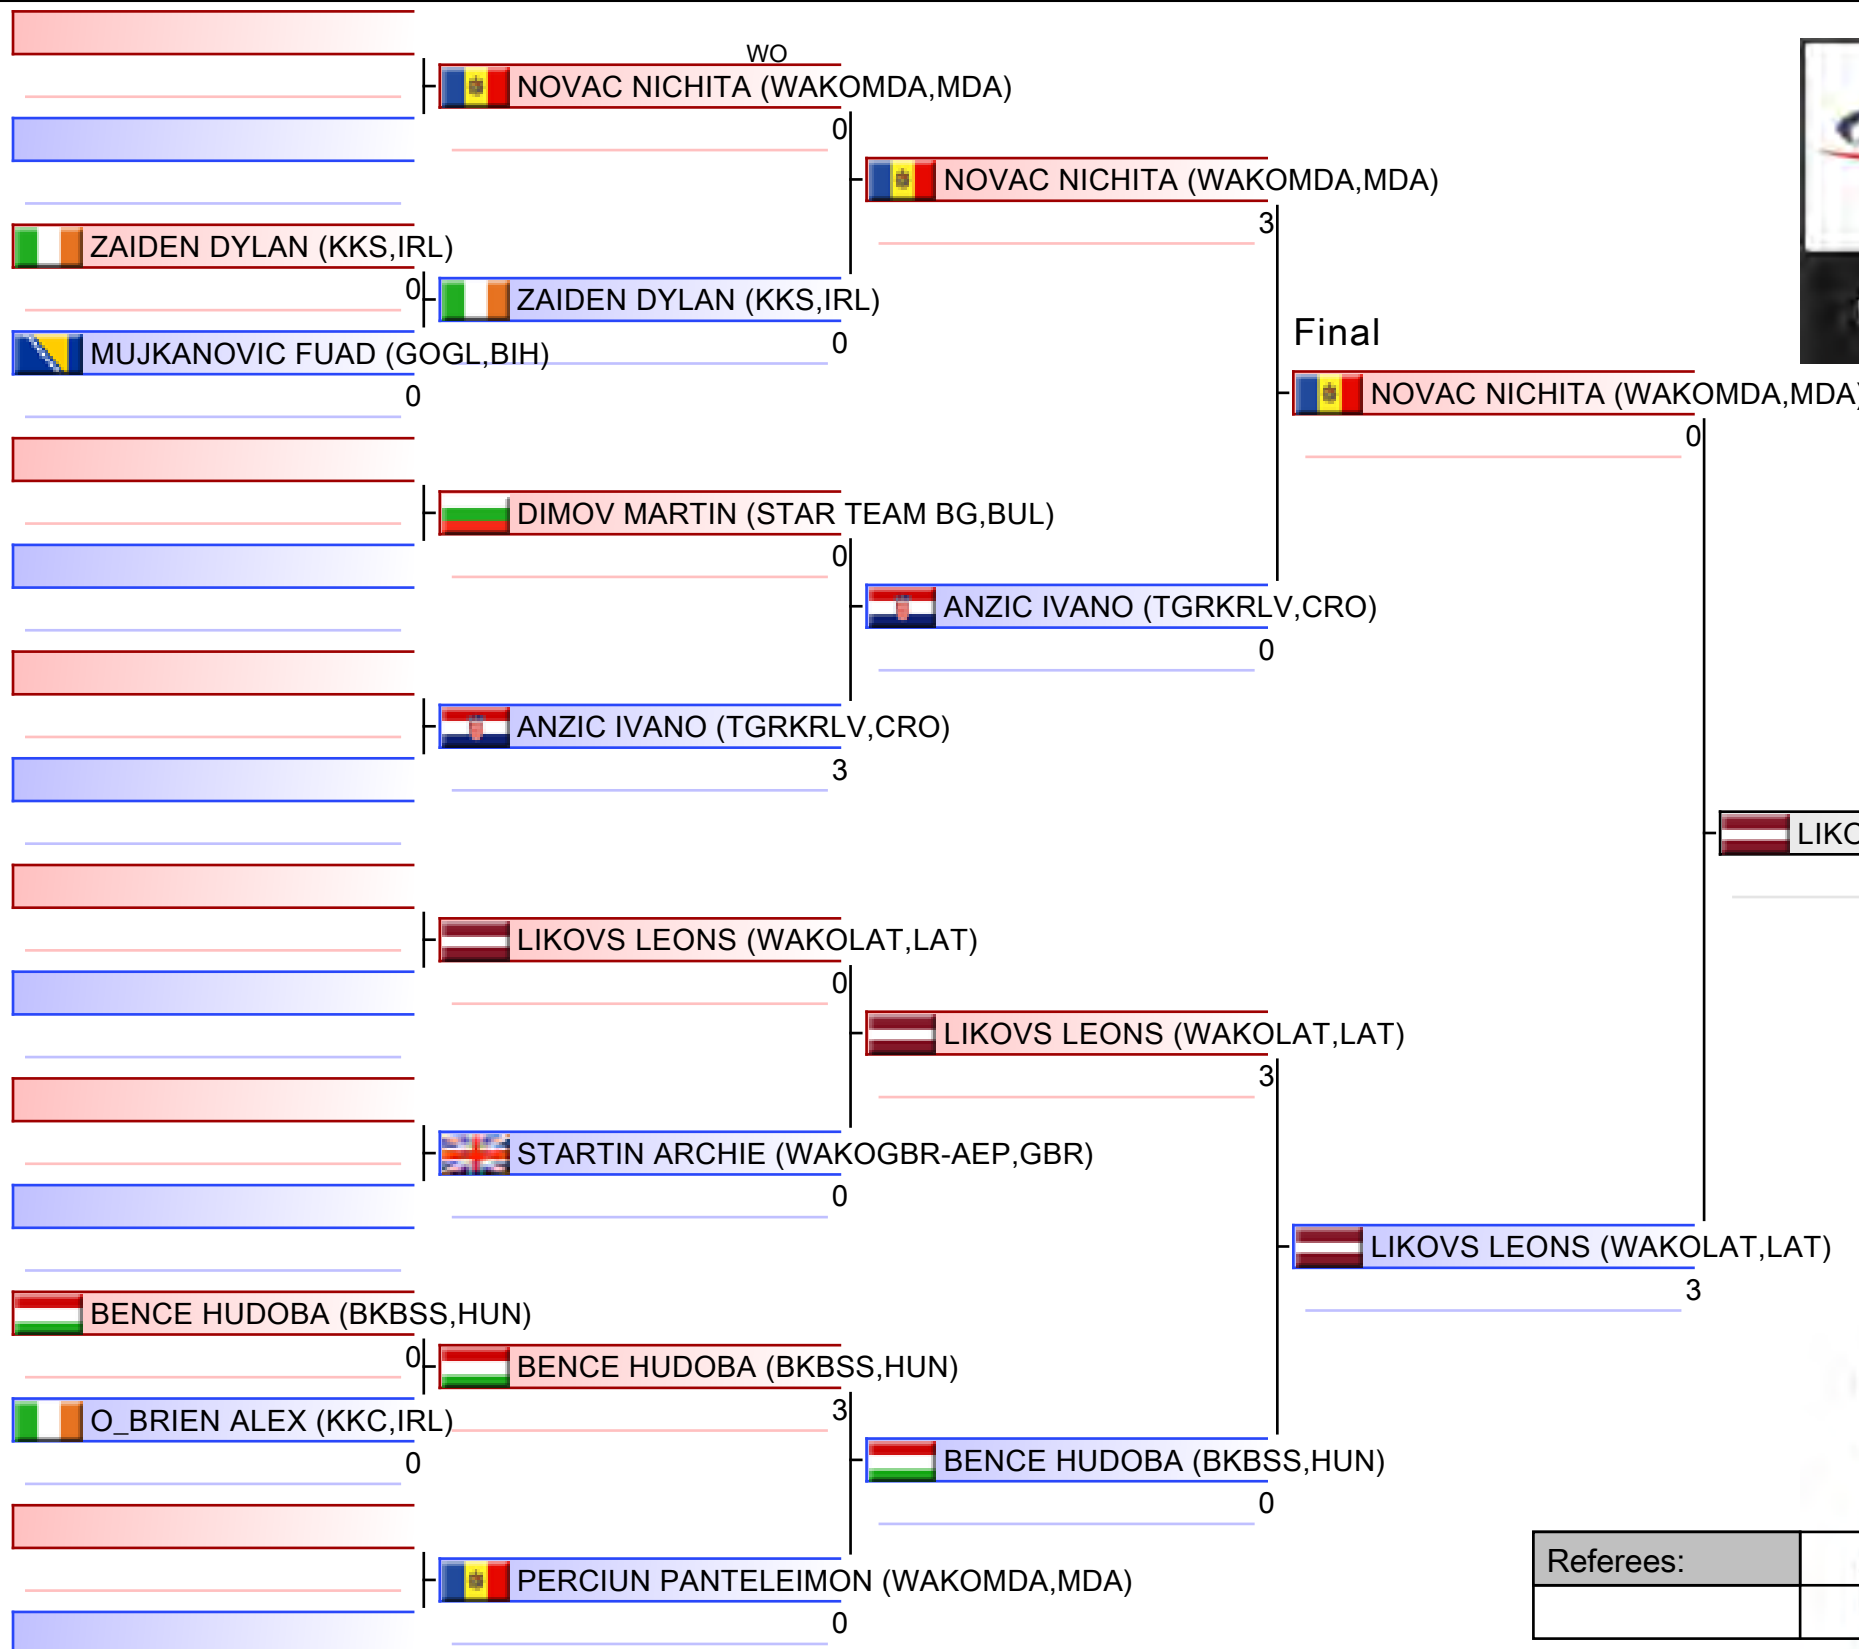 WO
NOVAC NICHITA (WAKOMDA,MDA)
0
NOVAC NICHITA (WAKOMDA,MDA)
3
ZAIDEN DYLAN (KKS,IRL)
0
ZAIDEN DYLAN (KKS,IRL)
0
MUJKANOVIC FUAD (GOGL,BIH)
0
Final
NOVAC NICHITA (WAKOMDA,MDA)
0
DIMOV MARTIN (STAR TEAM BG,BUL)
0
ANZIC IVANO (TGRKRLV,CRO)
0
ANZIC IVANO (TGRKRLV,CRO)
3
LIKO
LIKOVS LEONS (WAKOLAT,LAT)
0
LIKOVS LEONS (WAKOLAT,LAT)
3
STARTIN ARCHIE (WAKOGBR-AEP,GBR)
0
LIKOVS LEONS (WAKOLAT,LAT)
3
BENCE HUDOBA (BKBSS,HUN)
0
BENCE HUDOBA (BKBSS,HUN)
3
O_BRIEN ALEX (KKC,IRL)
0
BENCE HUDOBA (BKBSS,HUN)
0
PERCIUN PANTELEIMON (WAKOMDA,MDA)
0
Referees: